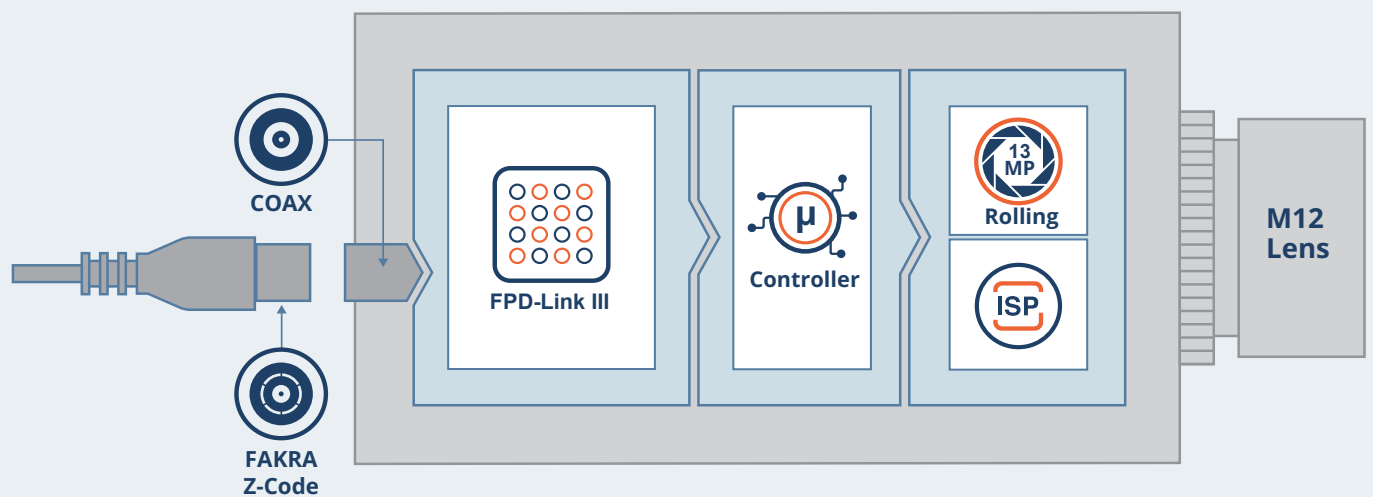 COAX
FAKRA
Z-Code
FPD-Link III
µ
Controller
13
MP
Rolling
ISP
M12
Lens